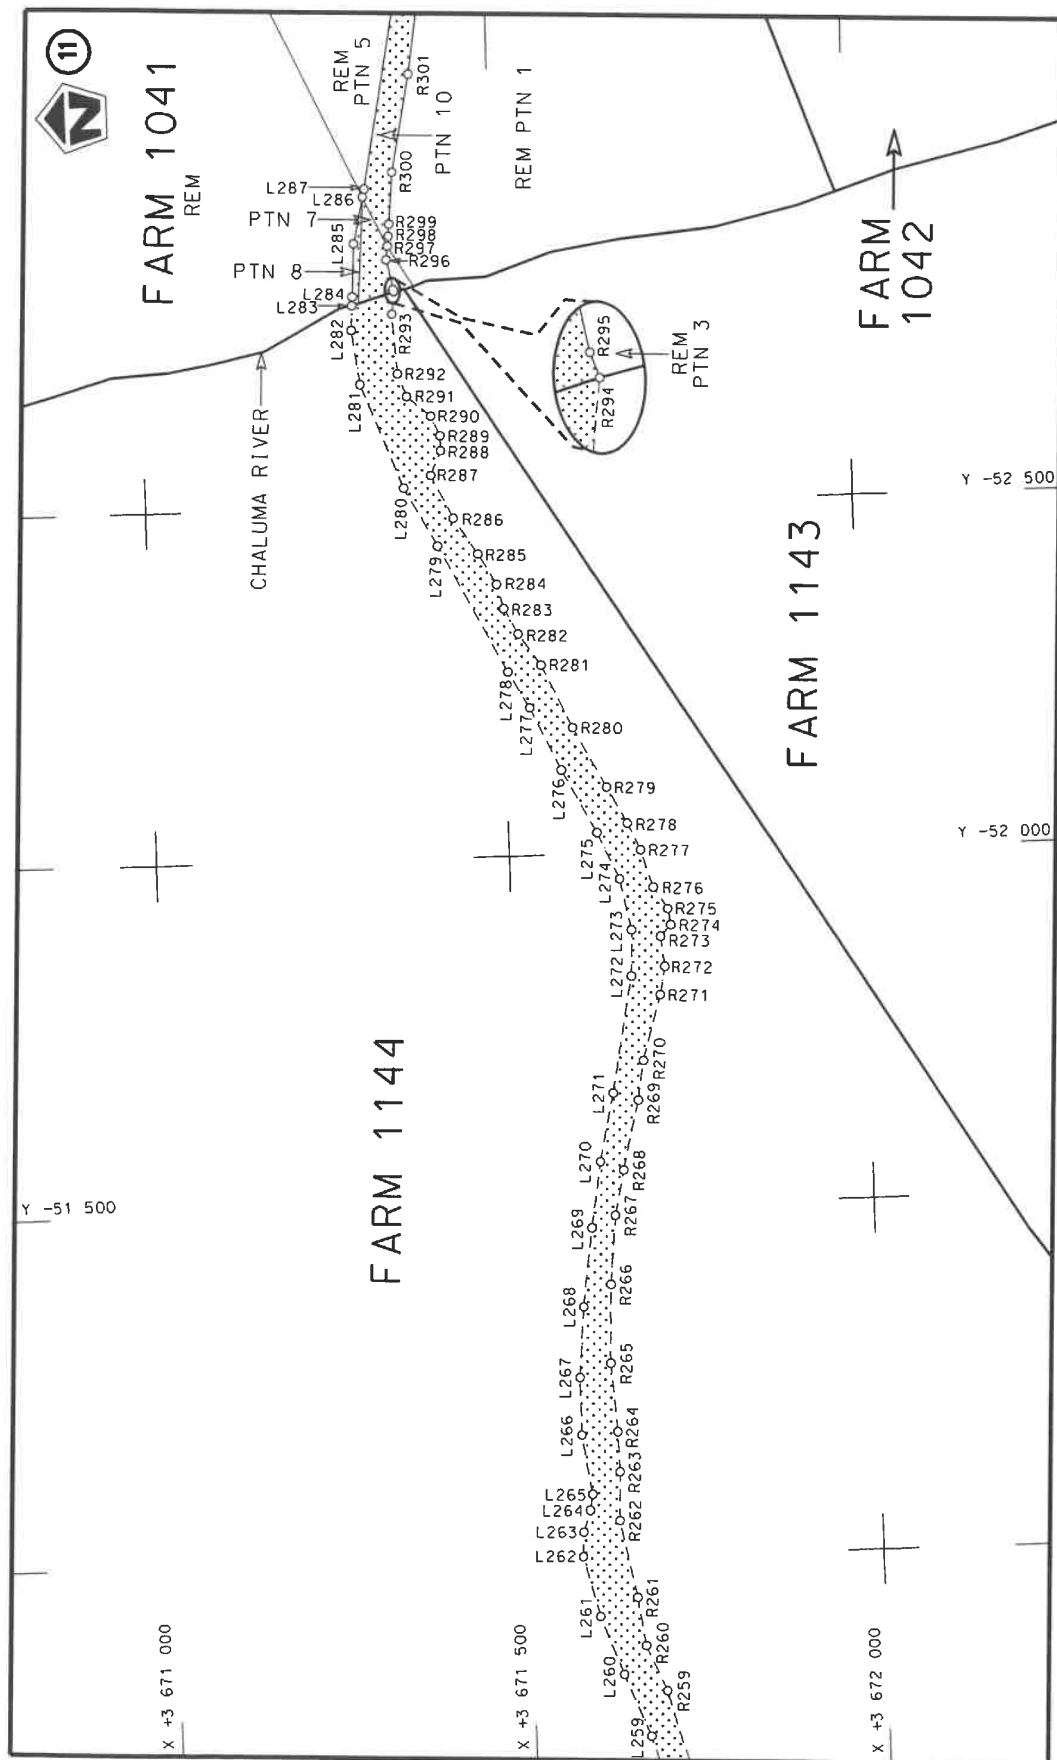 11
N
FARM 1041
REM
REM
PTN 5
PTN 10
REM PTN 1
R301
R300
L287
L286
PTN 7
L285
PTN 8
L284
L283
L282
L281
R299
R298
R297
R296
R293
R292
R291
R290
R289
R288
R287
R286
R285
R284
R283
R282
R281
R280
R279
R278
R277
R276
R275
R274
R273
R272
R271
R270
R269
R268
R267
R266
R265
R264
R263
R262
R261
R260
R259
R295
R294
REM
PTN 3
FARM
1042
CHALUMA RIVER
L280
L279
L278
L277
L276
L275
L274
L273
L272
L271
L270
L269
L268
L267
L266
L265
L264
L263
L262
L261
L260
L259
FARM 1143
FARM 1144
Y -52 500
Y -52 000
Y -51 500
X +3 671 000
X +3 671 500
X +3 672 000